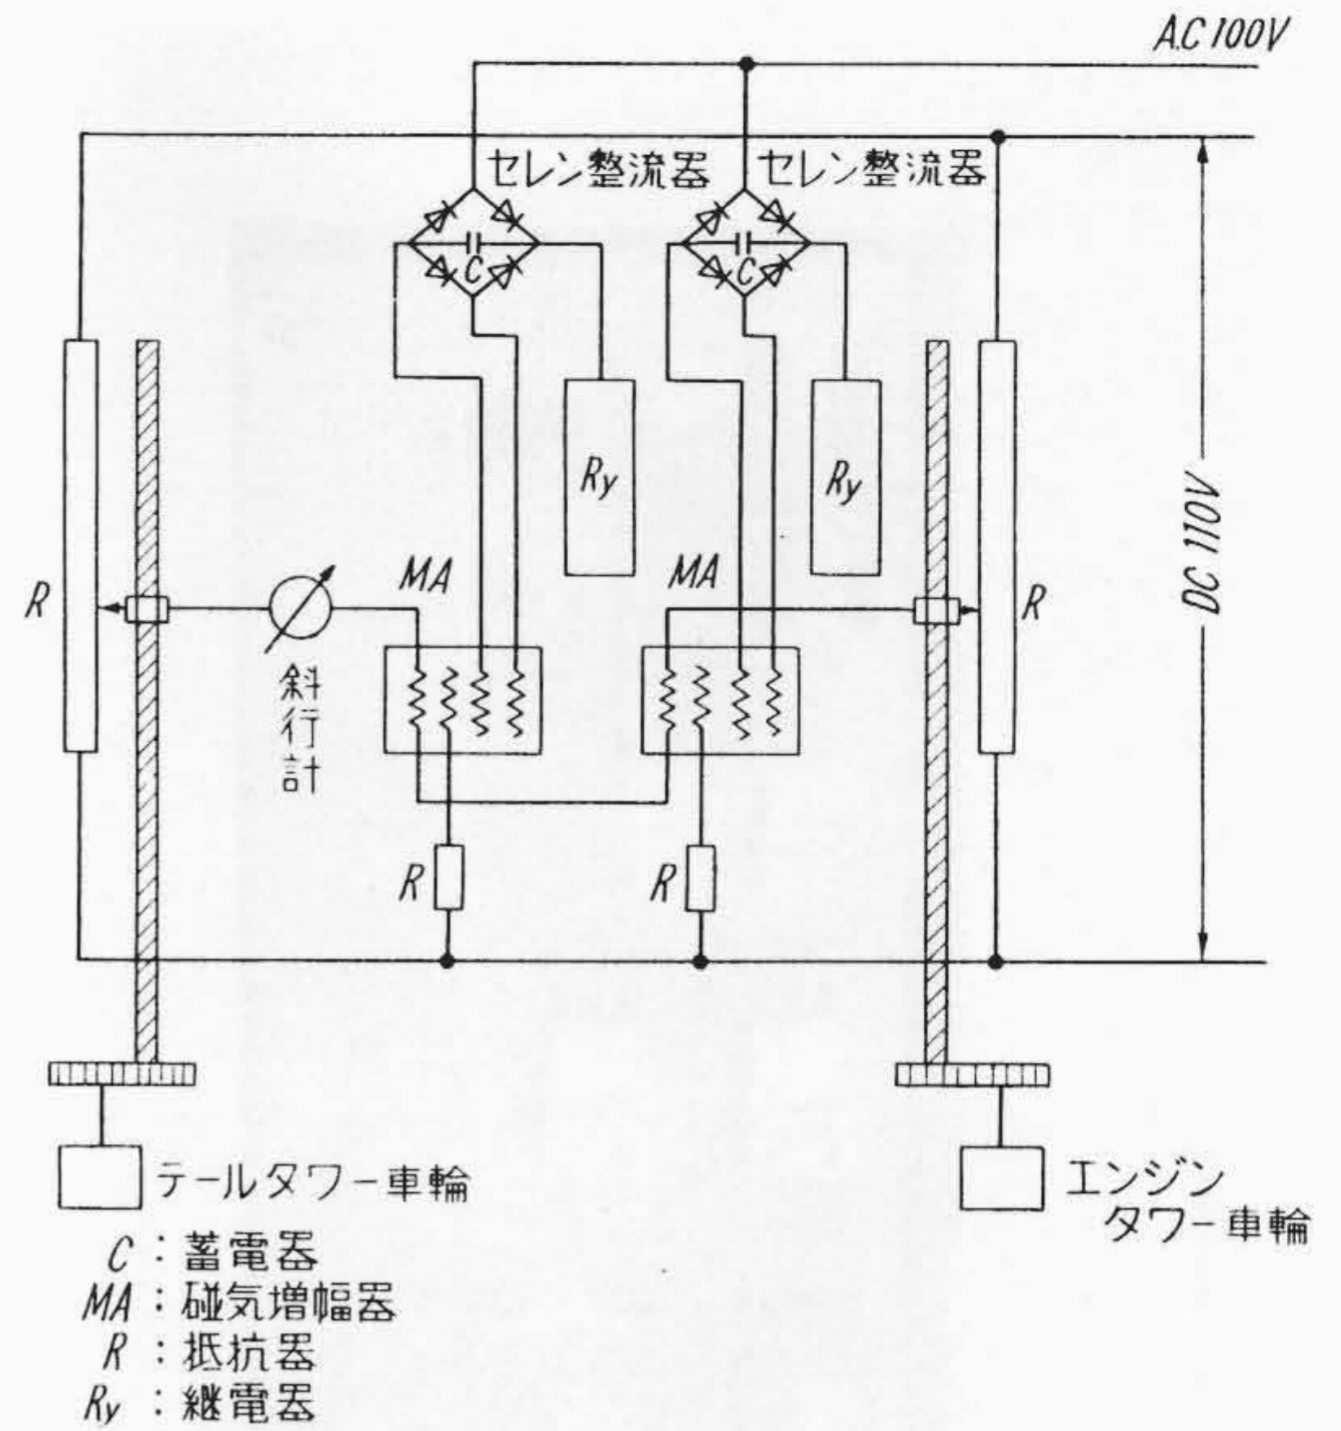 A.C 100V
セレン整流器
セレン整流器
C
C
Ry
Ry
MA
MA
R
R
DC 110V
斜行計
R
R
テールタワー車輪
エンジン
タワー車輪
C：蓄電器
MA：磁気増幅器
R：抵抗器
Ry：継電器